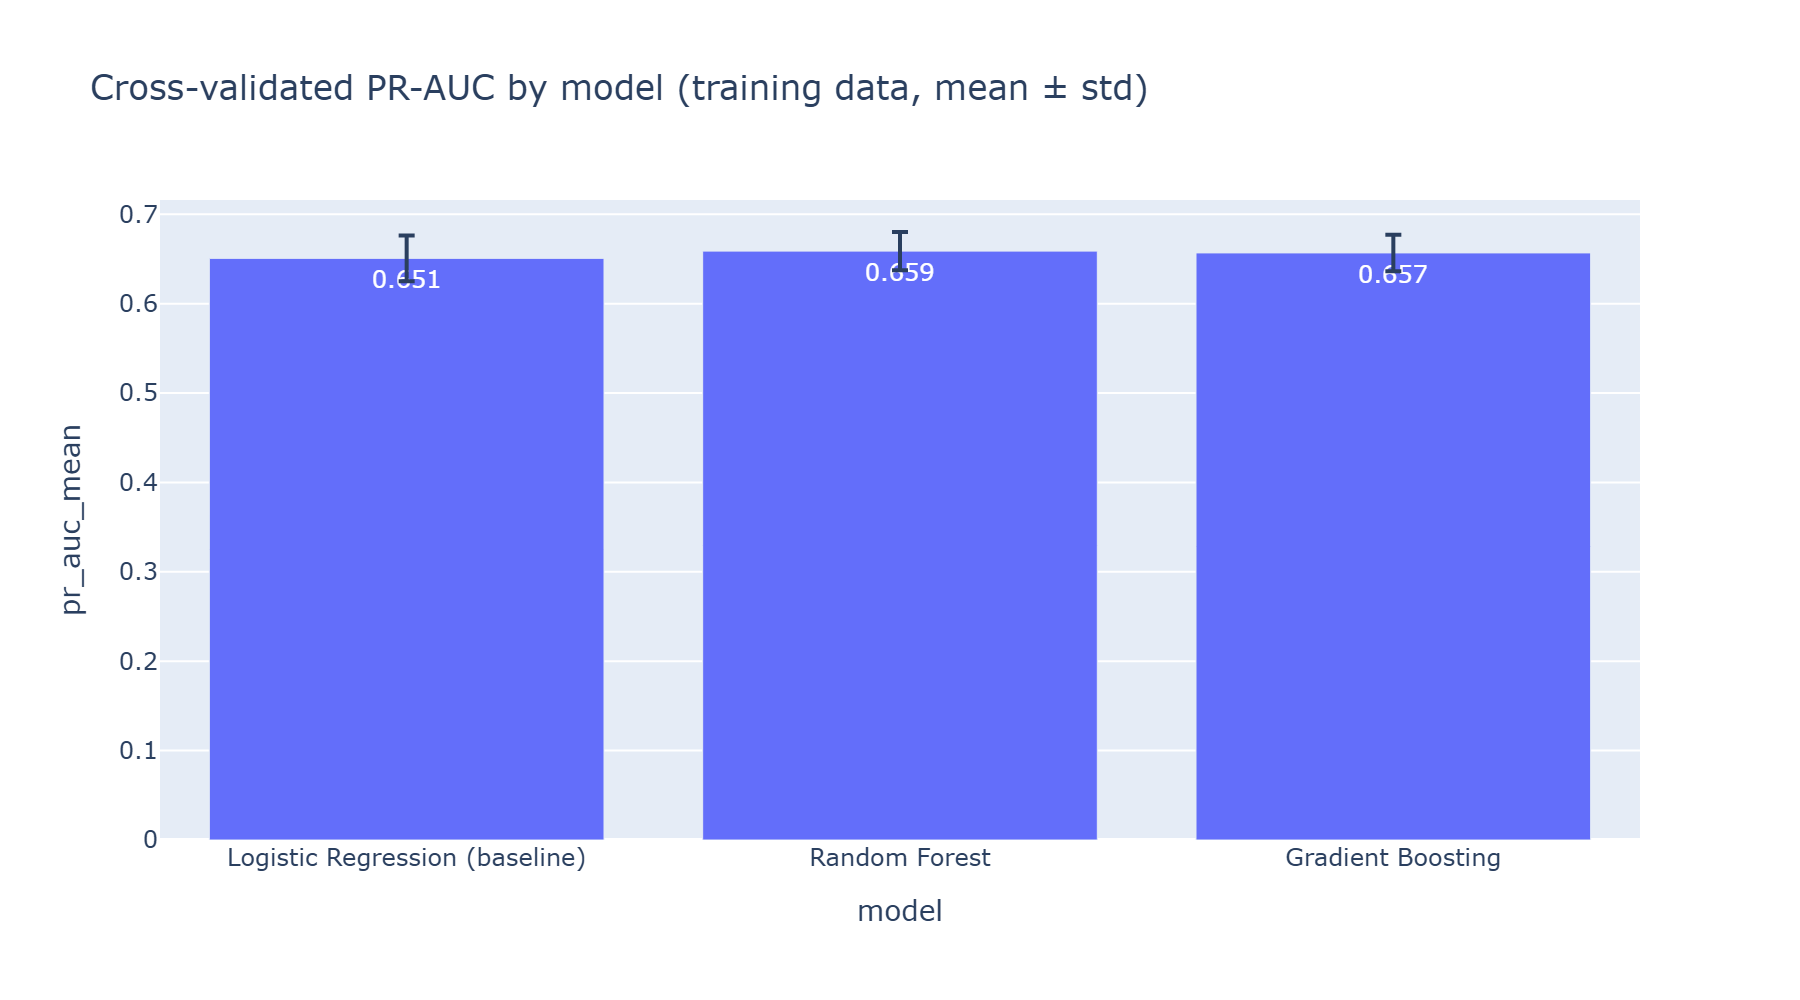 Cross-validated PR-AUC by model (training data, mean ± std)
pr_auc_mean
0.7
0.6
0.5
0.4
0.3
0.2
0.1
0
0.651
0.659
0.657
Logistic Regression (baseline)
Random Forest
Gradient Boosting
model